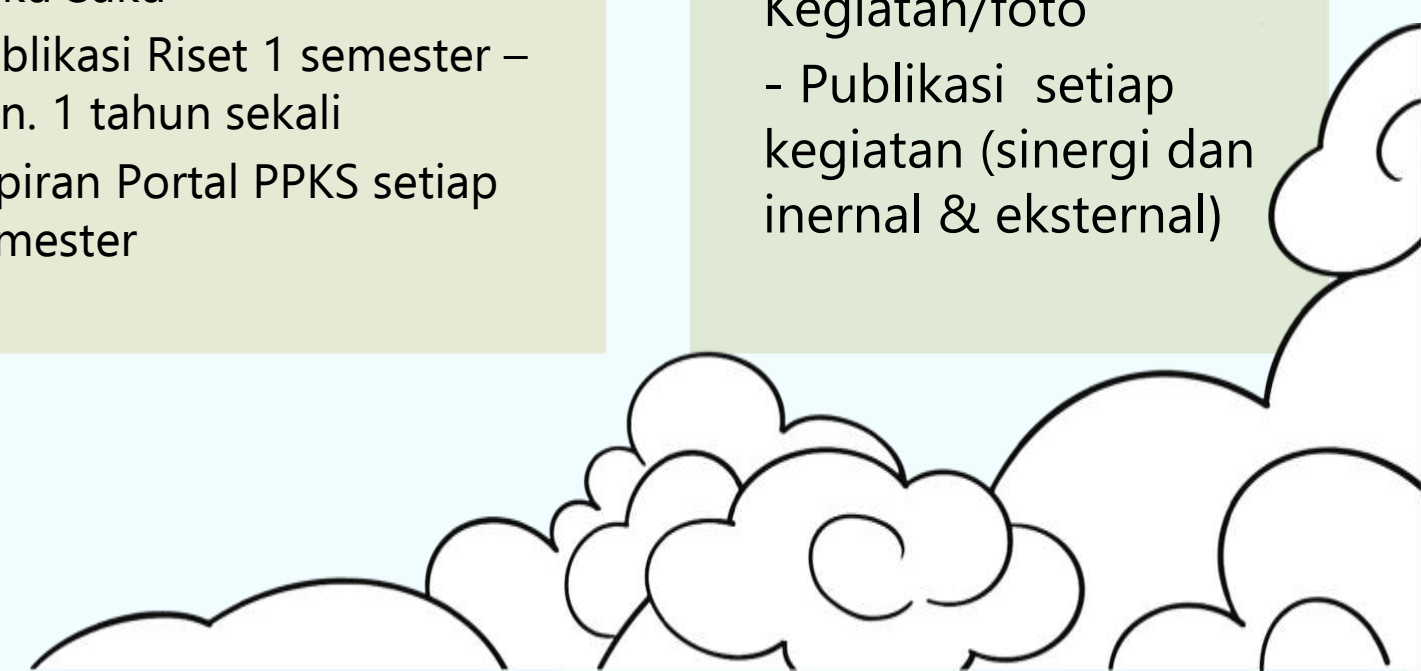 blikasi Riset 1 semester –
n. 1 tahun sekali
piran Portal PPKS setiap
mester
Kegiatan/foto
- Publikasi setiap
kegiatan (sinergi dan
inernal & eksternal)